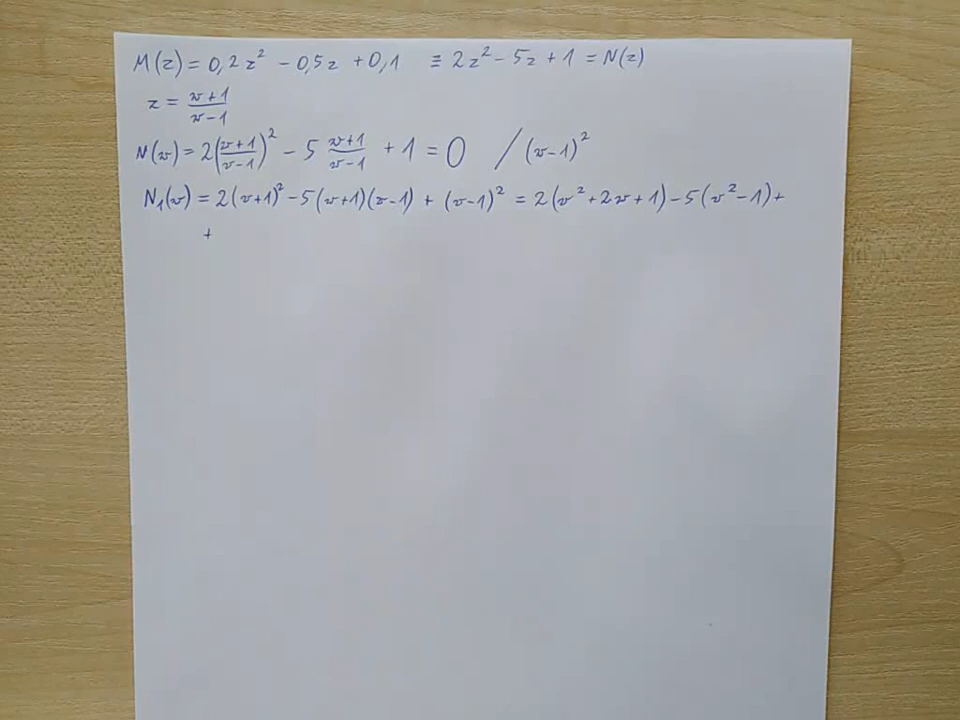 M(z) = 0,2z² - 0,5z + 0,1 ≡ 2z² - 5z + 1 = N(z)
z = (v+1)/(v-1)
N(v) = 2((v+1)/(v-1))² - 5 (v+1)/(v-1) + 1 = 0 /(v-1)²
N₁(v) = 2(v+1)² - 5(v+1)(v-1) + (v-1)² = 2(v² + 2v + 1) - 5(v² - 1) +
+